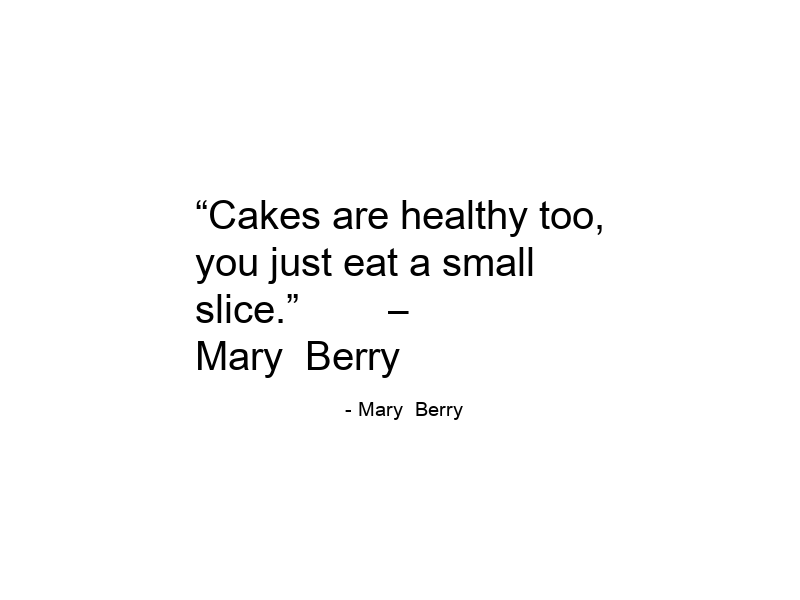 “Cakes are healthy too,
you just eat a small
slice.” –
Mary Berry
- Mary Berry